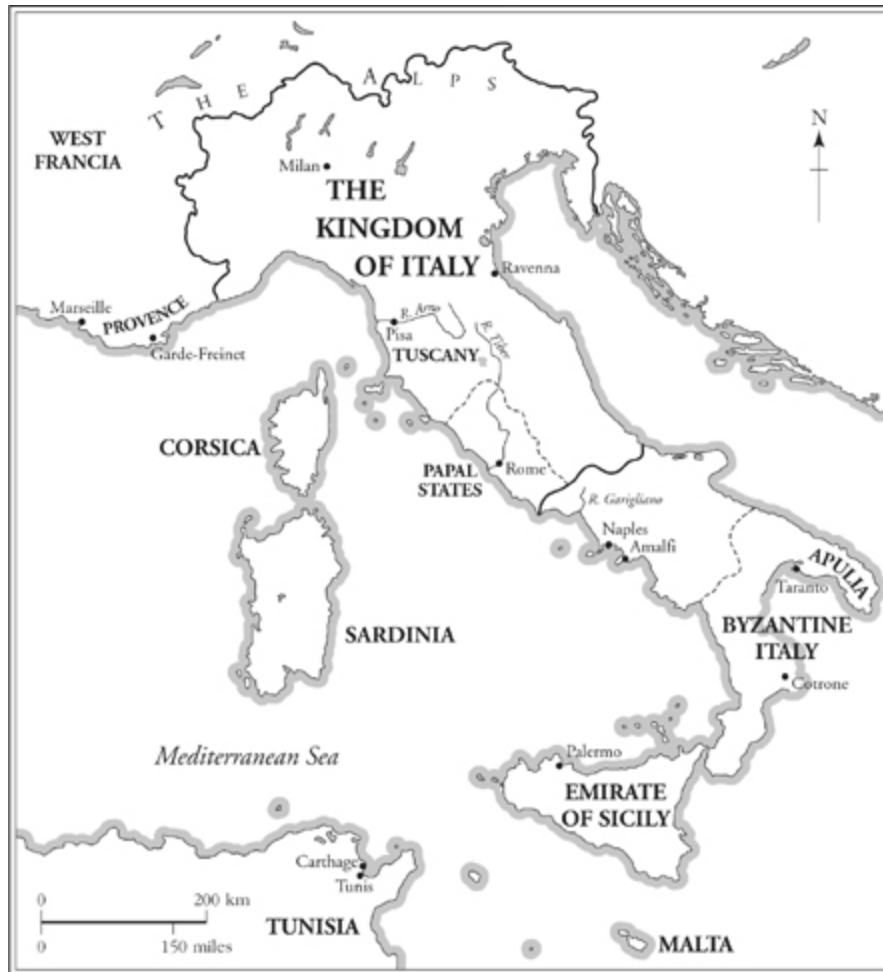 THE ALPS
WEST
FRANCIA
N
Milan
THE
KINGDOM
OF ITALY
Ravenna
Marseille
PROVENCE
Garde-Freinet
R. Arno
Pisa
TUSCANY
R. Tiber
CORSICA
PAPAL
STATES
Rome
R. Garigliano
Naples
Amalfi
APULIA
Taranto
SARDINIA
BYZANTINE
ITALY
Cotrone
Mediterranean Sea
Palermo
EMIRATE
OF SICILY
Carthage
Tunis
0 200 km
0 150 miles
TUNISIA
MALTA